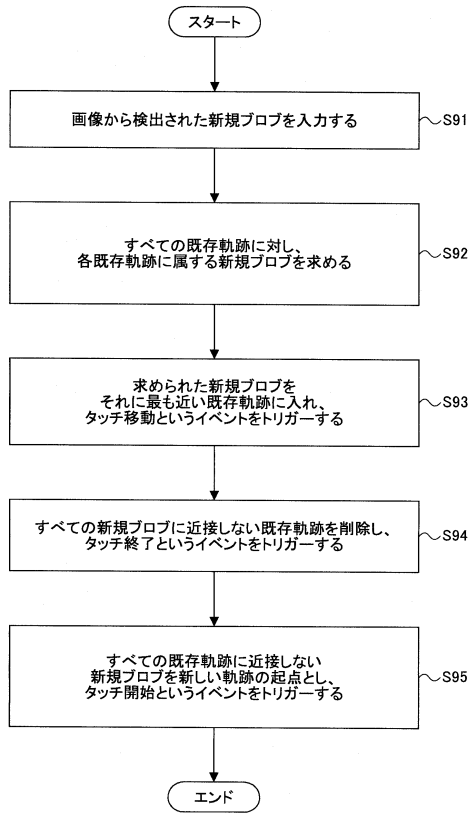 スタート
画像から検出された新規ブロブを入力する
S91
すべての既存軌跡に対し、
各既存軌跡に属する新規ブロブを求める
S92
求められた新規ブロブを
それに最も近い既存軌跡に入れ、
タッチ移動というイベントをトリガーする
S93
すべての新規ブロブに近接しない既存軌跡を削除し、
タッチ終了というイベントをトリガーする
S94
すべての既存軌跡に近接しない
新規ブロブを新しい軌跡の起点とし、
タッチ開始というイベントをトリガーする
S95
エンド